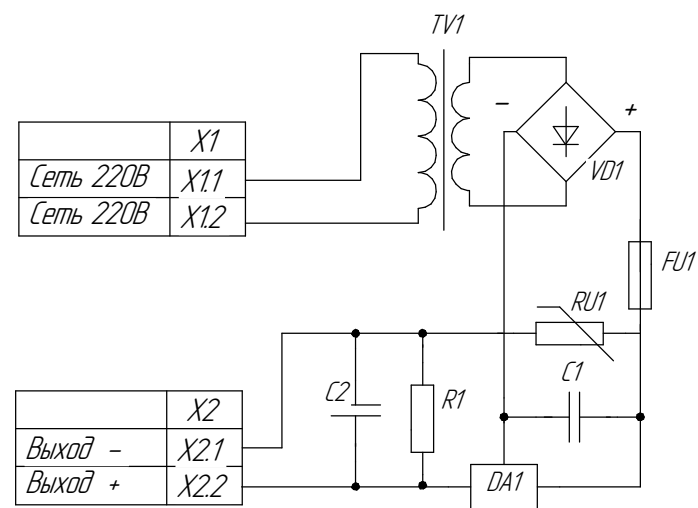 TV1
–
+
VD1
X1
Сеть 220В X1.1
Сеть 220В X1.2
FU1
RU1
C1
C2
R1
X2
Выход – X2.1
Выход + X2.2
DA1